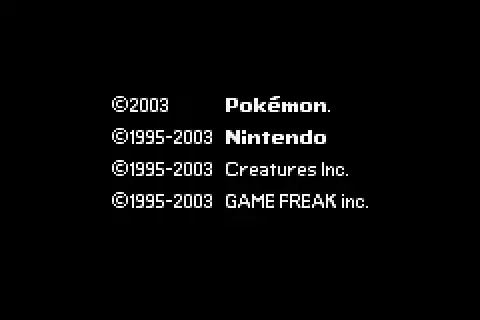 ©2003 Pokémon.
©1995-2003 Nintendo
©1995-2003 Creatures Inc.
©1995-2003 GAME FREAK inc.